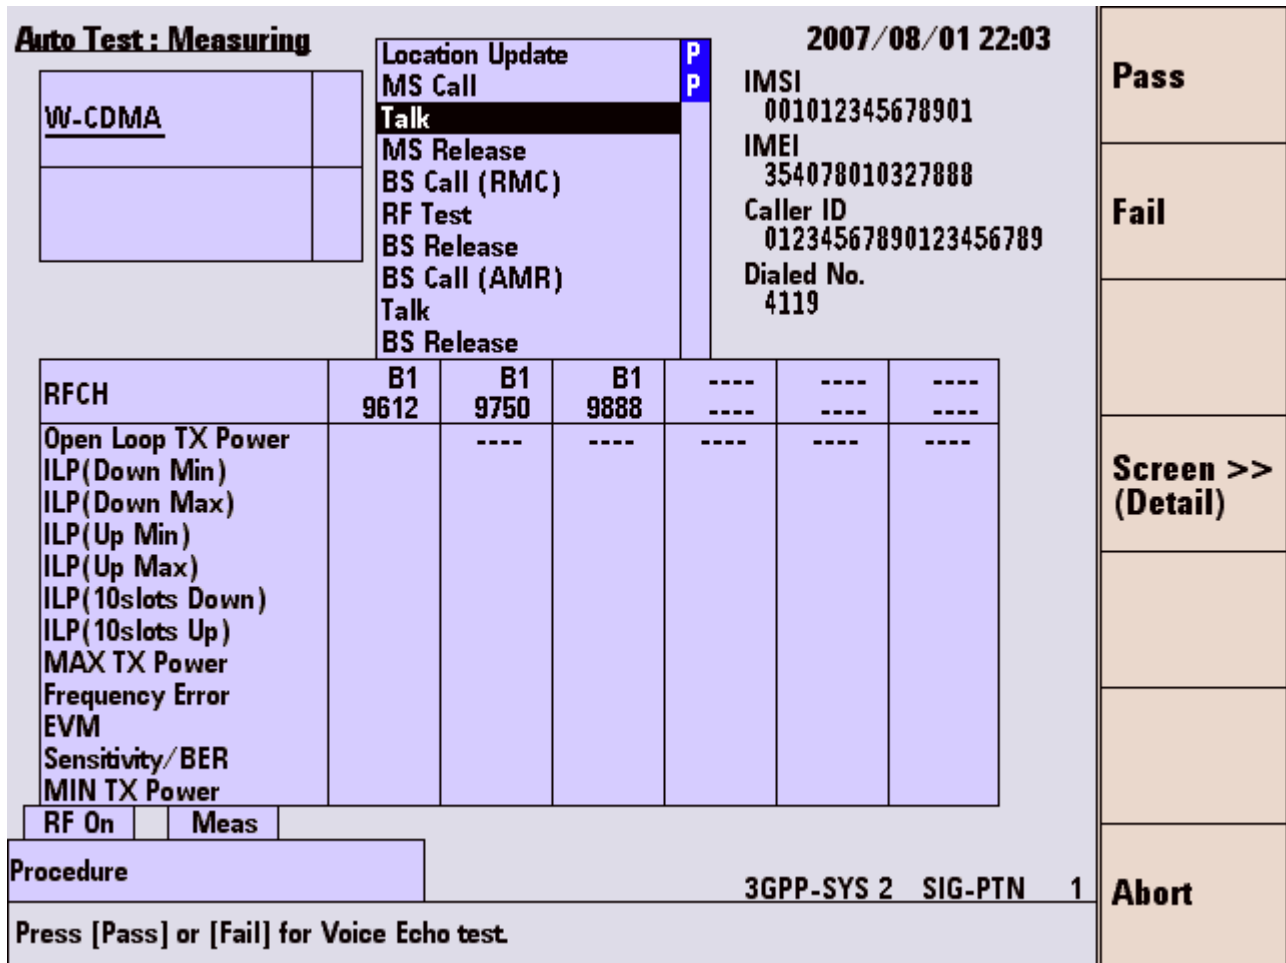 Auto Test : Measuring
2007/08/01 22:03
W-CDMA
Location Update P
MS Call P
Talk
MS Release
BS Call (RMC)
RF Test
BS Release
BS Call (AMR)
Talk
BS Release
IMSI
001012345678901
IMEI
354078010327888
Caller ID
01234567890123456789
Dialed No.
4119
RFCH B1 B1 B1 ---- ---- ----
9612 9750 9888 ---- ---- ----
Open Loop TX Power ---- ---- ---- ---- ----
ILP(Down Min)
ILP(Down Max)
ILP(Up Min)
ILP(Up Max)
ILP(10slots Down)
ILP(10slots Up)
MAX TX Power
Frequency Error
EVM
Sensitivity/BER
MIN TX Power
RF On Meas
Procedure
3GPP-SYS 2 SIG-PTN 1
Press [Pass] or [Fail] for Voice Echo test.
Pass
Fail
Screen >>
(Detail)
Abort